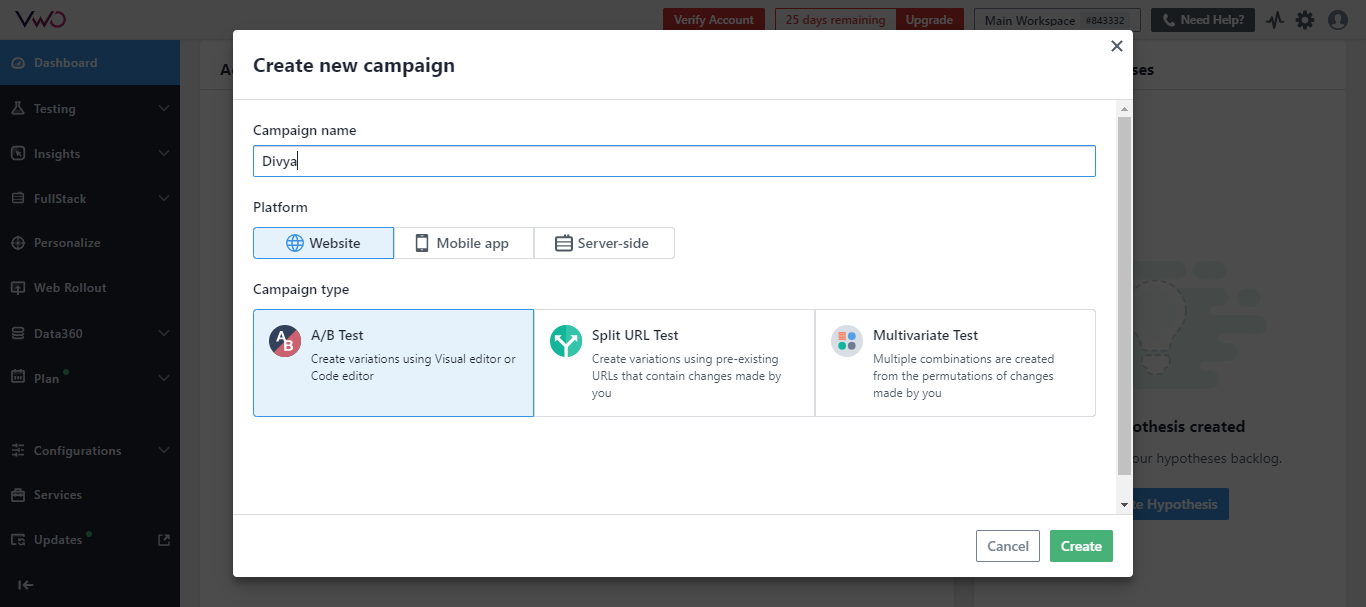 VWO
Verify Account
25 days remaining
Upgrade
Main Workspace #843332
Need Help?
Dashboard
Testing
Insights
FullStack
Personalize
Web Rollout
Data360
Plan
Configurations
Services
Updates
Create new campaign
Campaign name
Divya
Platform
Website
Mobile app
Server-side
Campaign type
A/B Test
Create variations using Visual editor or
Code editor
Split URL Test
Create variations using pre-existing
URLs that contain changes made by
you
Multivariate Test
Multiple combinations are created
from the permutations of changes
made by you
Cancel
Create
created
hypotheses backlog.
Hypothesis